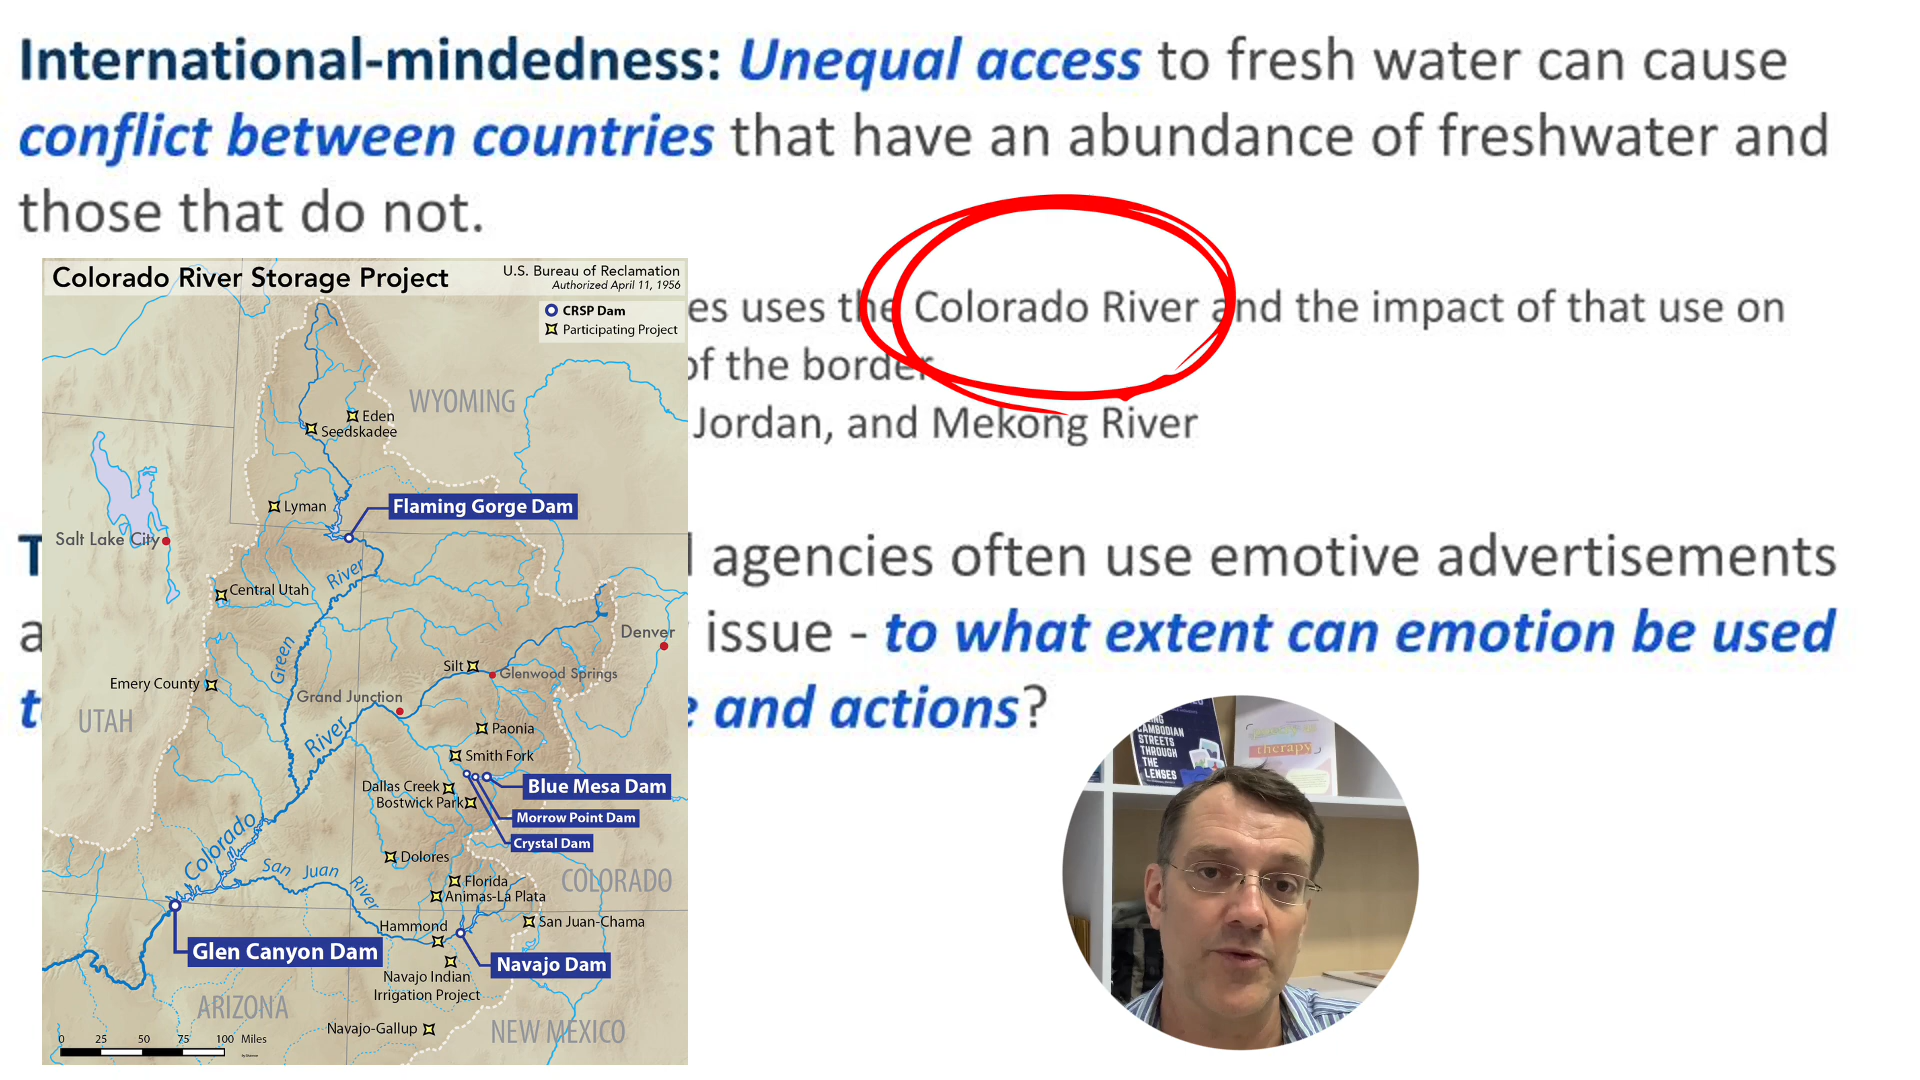 International-mindedness: Unequal access to fresh water can cause
conflict between countries that have an abundance of freshwater and
those that do not.
es uses the Colorado River and the impact of that use on
of the border
Jordan, and Mekong River
T
agencies often use emotive advertisements
a
issue - to what extent can emotion be used
t
e and actions?
Colorado River Storage Project
U.S. Bureau of Reclamation
Authorized April 11, 1956
CRSP Dam
Participating Project
WYOMING
Eden
Seedskadee
Lyman
Flaming Gorge Dam
Salt Lake City
River
Central Utah
Green
Denver
Silt
Glenwood Springs
Emery County
Grand Junction
UTAH
River
Paonia
Smith Fork
Dallas Creek
Blue Mesa Dam
Bostwick Park
Morrow Point Dam
Crystal Dam
Colorado
Dolores
San Juan River
COLORADO
Florida
Animas-La Plata
San Juan-Chama
Hammond
Glen Canyon Dam
Navajo Dam
Navajo Indian
Irrigation Project
ARIZONA
Navajo-Gallup
NEW MEXICO
0 25 50 75 100 Miles
CAMBODIAN
STREETS
THROUGH
THE
LENSES
therapy